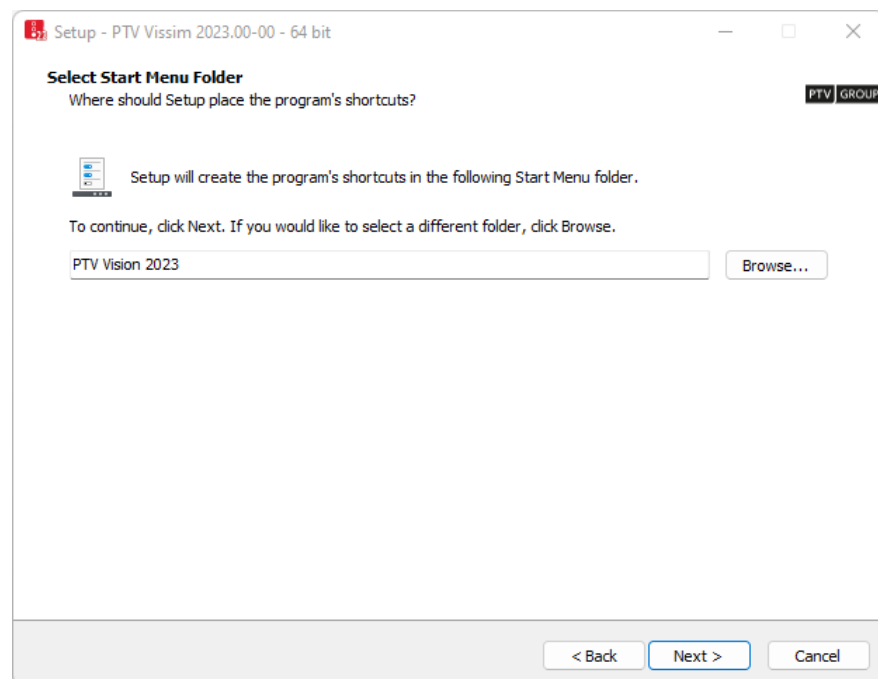 Setup - PTV Vissim 2023.00-00 - 64 bit
Select Start Menu Folder
Where should Setup place the program's shortcuts?
PTV GROUP
Setup will create the program's shortcuts in the following Start Menu folder.
To continue, click Next. If you would like to select a different folder, click Browse.
PTV Vision 2023
Browse...
< Back
Next >
Cancel